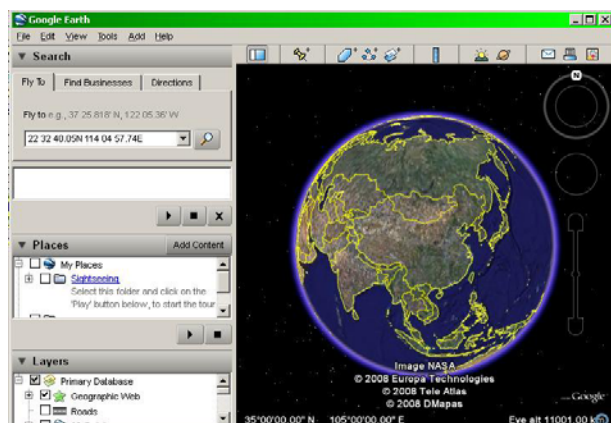 Google Earth
File Edit View Tools Add Help
Search
Fly To Find Businesses Directions
Fly to e.g., 37 25.818' N, 122 05.36' W
22 32 40.05N 114 04 57.74E
Places Add Content
My Places
Sightseeing
Select this folder and click on the
'Play' button below, to start the tour
Layers
Primary Database
Geographic Web
Roads
N
Image NASA
© 2008 Europa Technologies
© 2008 Tele Atlas
© 2008 DMapas
Google
35°00'00.00" N 105°00'00.00" E Eye alt 11001.00 km